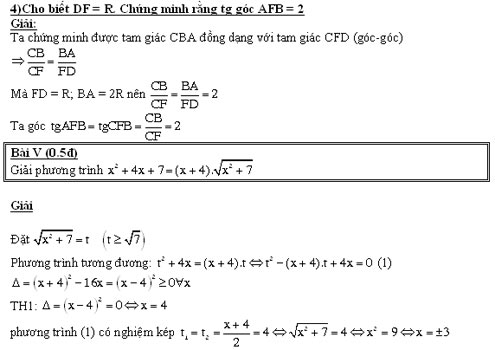 4)Cho biết DF = R. Chứng minh rằng tg góc AFB = 2
Giải:
Ta chứng minh được tam giác CBA đồng dạng với tam giác CFD (góc-góc)
⇒ CB/CF = BA/FD
Mà FD = R; BA = 2R nên CB/CF = BA/FD = 2
Ta góc tgAFB = tgCFB = CB/CF = 2
Bài V (0.5đ)
Giải phương trình x² + 4x + 7 = (x + 4).√(x² + 7)
Giải
Đặt √(x² + 7) = t (t ≥ √7)
Phương trình tương đương: t² + 4x = (x + 4).t ⇔ t² − (x + 4).t + 4x = 0 (1)
Δ = (x + 4)² − 16x = (x − 4)² ≥ 0∀x
TH1: Δ = (x − 4)² = 0 ⇔ x = 4
phương trình (1) có nghiệm kép t₁ = t₂ = (x + 4)/2 = 4 ⇔ √(x² + 7) = 4 ⇔ x² = 9 ⇔ x = ±3